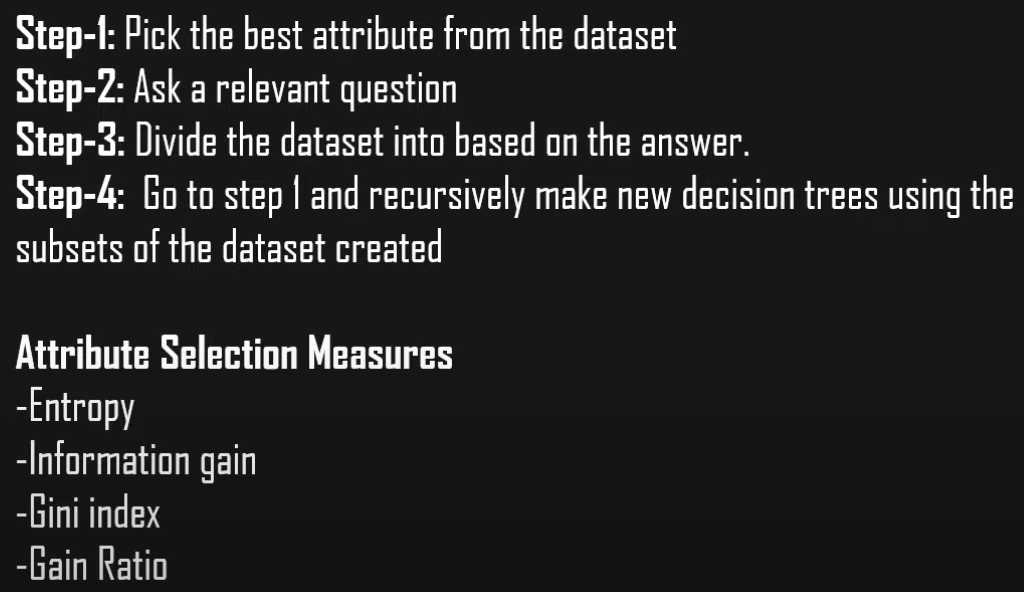 Step-1: Pick the best attribute from the dataset
Step-2: Ask a relevant question
Step-3: Divide the dataset into based on the answer.
Step-4: Go to step 1 and recursively make new decision trees using the
subsets of the dataset created
Attribute Selection Measures
-Entropy
-Information gain
-Gini index
-Gain Ratio